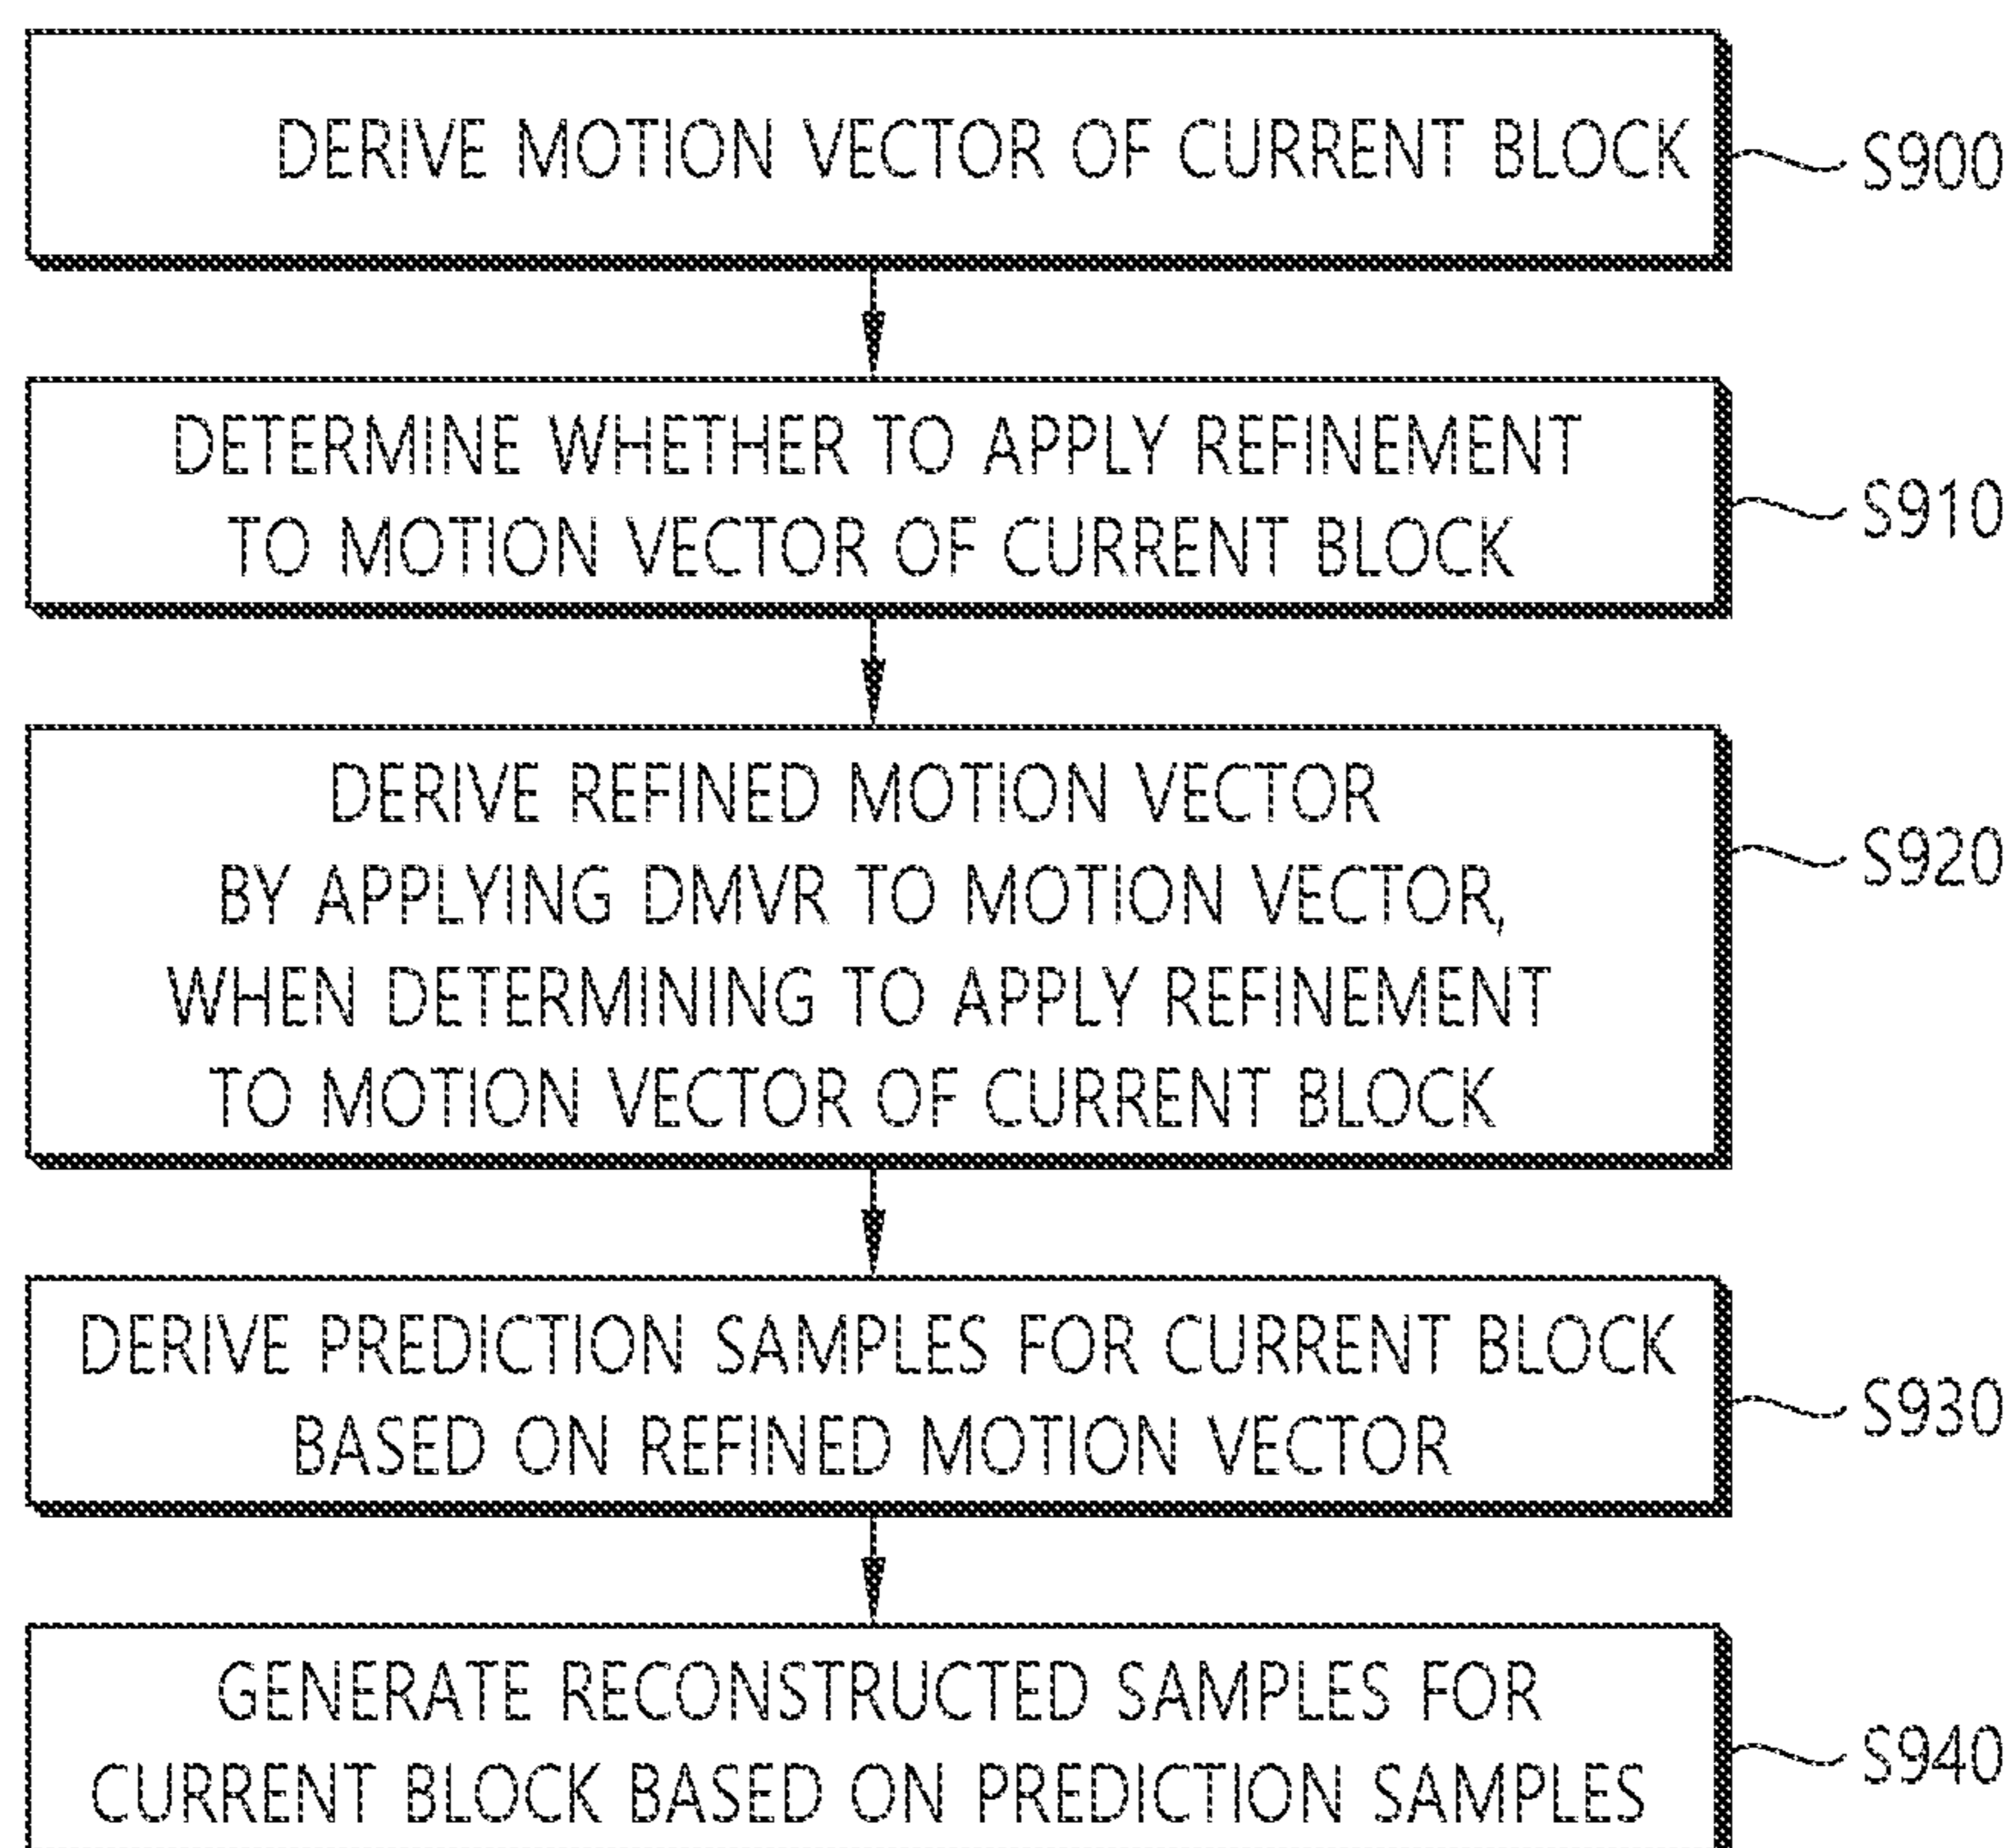 DERIVE MOTION VECTOR OF CURRENT BLOCK
S900
DETERMINE WHETHER TO APPLY REFINEMENT
TO MOTION VECTOR OF CURRENT BLOCK
S910
DERIVE REFINED MOTION VECTOR
BY APPLYING DMVR TO MOTION VECTOR,
WHEN DETERMINING TO APPLY REFINEMENT
TO MOTION VECTOR OF CURRENT BLOCK
S920
DERIVE PREDICTION SAMPLES FOR CURRENT BLOCK
BASED ON REFINED MOTION VECTOR
S930
GENERATE RECONSTRUCTED SAMPLES FOR
CURRENT BLOCK BASED ON PREDICTION SAMPLES
S940